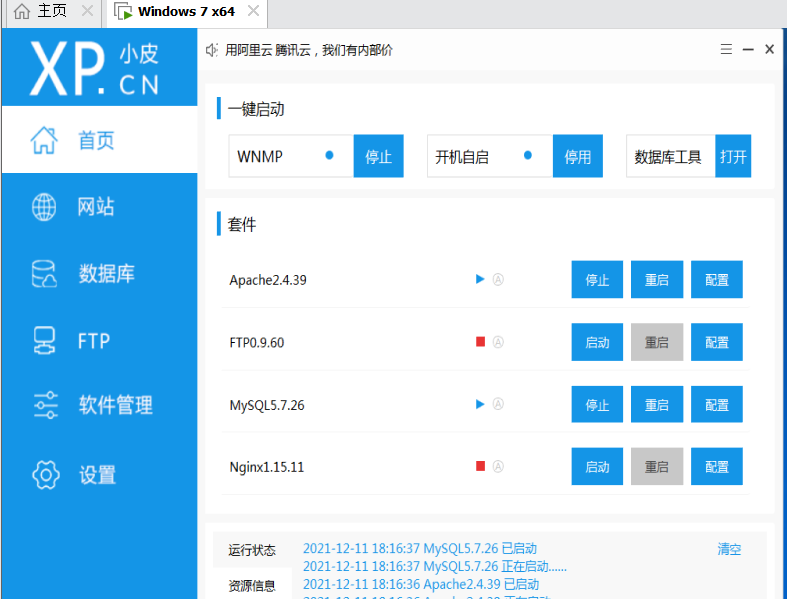 主页
Windows 7 x64
XP.小皮
CN
用阿里云 腾讯云，我们有内部价
首页
网站
数据库
FTP
软件管理
设置
一键启动
WNMP 停止 开机自启 停用 数据库工具 打开
套件
Apache2.4.39 停止 重启 配置
FTP0.9.60 启动 重启 配置
MySQL5.7.26 停止 重启 配置
Nginx1.15.11 启动 重启 配置
运行状态
资源信息
2021-12-11 18:16:37 MySQL5.7.26 已启动
清空
2021-12-11 18:16:37 MySQL5.7.26 正在启动......
2021-12-11 18:16:36 Apache2.4.39 已启动